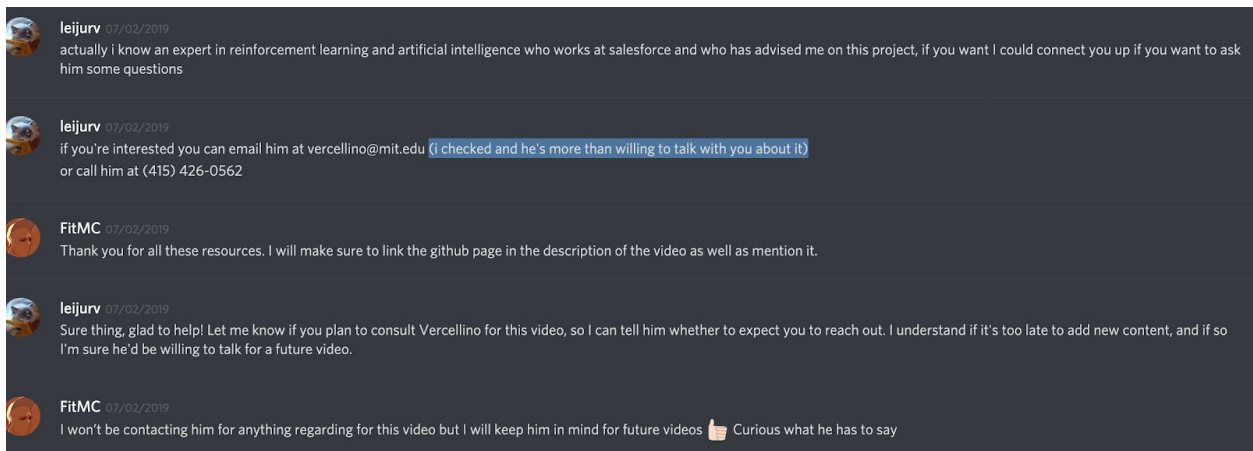 leijurv 07/02/2019
actually i know an expert in reinforcement learning and artificial intelligence who works at salesforce and who has advised me on this project, if you want I could connect you up if you want to ask
him some questions
leijurv 07/02/2019
if you're interested you can email him at vercellino@mit.edu (i checked and he's more than willing to talk with you about it)
or call him at (415) 426-0562
FitMC 07/02/2019
Thank you for all these resources. I will make sure to link the github page in the description of the video as well as mention it.
leijurv 07/02/2019
Sure thing, glad to help! Let me know if you plan to consult Vercellino for this video, so I can tell him whether to expect you to reach out. I understand if it's too late to add new content, and if so
I'm sure he'd be willing to talk for a future video.
FitMC 07/02/2019
I won't be contacting him for anything regarding for this video but I will keep him in mind for future videos 👍🏻 Curious what he has to say